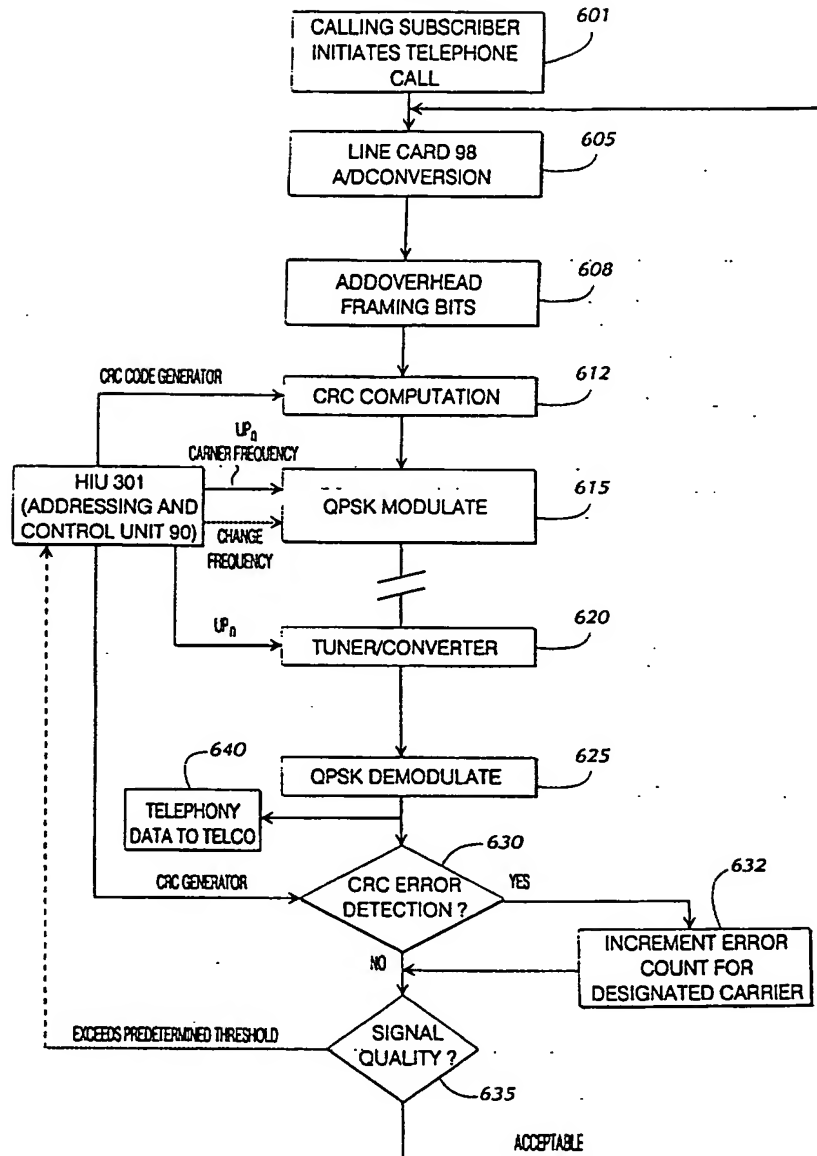 CALLING SUBSCRIBER
INITIATES TELEPHONE
CALL
601
LINE CARD 98
A/DCONVERSION
605
ADDOVERHEAD
FRAMING BITS
608
CRC CODE GENERATOR
CRC COMPUTATION
612
UPn
CARNER FREQUENCY
HIU 301
(ADDRESSING AND
CONTROL UNIT 90)
QPSK MODULATE
615
CHANGE
FREQUENCY
UPn
TUNER/CONVERTER
620
QPSK DEMODULATE
625
640
TELEPHONY
DATA TO TELCO
630
CRC GENERATOR
CRC ERROR
DETECTION ?
YES
632
INCREMENT ERROR
COUNT FOR
DESIGNATED CARRIER
NO
EXCEEDS PREDETERMINED THRESHOLD
SIGNAL
QUALITY ?
635
ACCEPTABLE